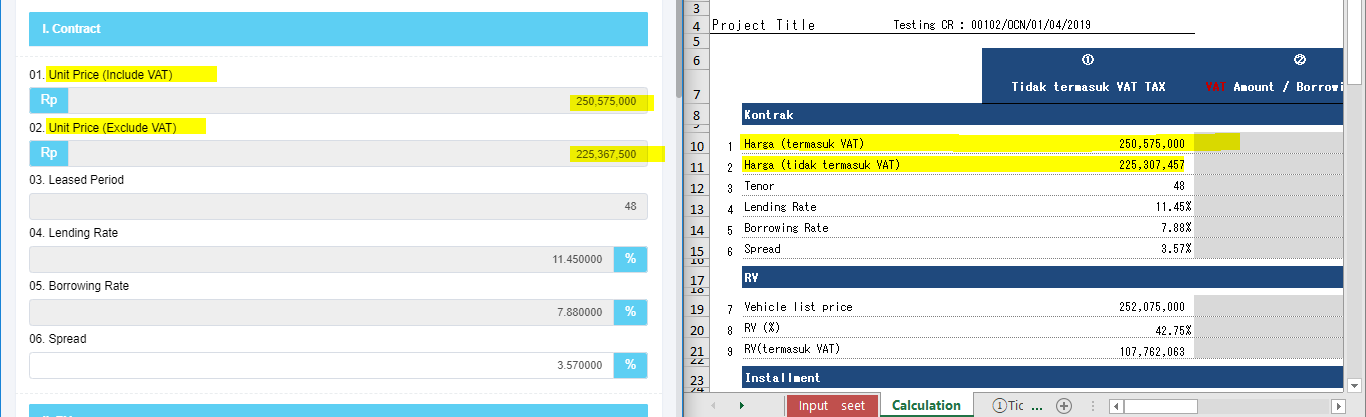 I. Contract
01. Unit Price (Include VAT)
Rp 250,575,000
02. Unit Price (Exclude VAT)
Rp 225,367,500
03. Leased Period
48
04. Lending Rate
11.450000 %
05. Borrowing Rate
7.880000 %
06. Spread
3.570000 %
3
4 Project Title Testing CR : 00102/OCN/01/04/2019
5
6 ① ②
7 Tidak termasuk VAT TAX VAT Amount / Borrowi
8 Kontrak
9
10 1 Harga (termasuk VAT) 250,575,000
11 2 Harga (tidak termasuk VAT) 225,307,457
12 3 Tenor 48
13 4 Lending Rate 11.45%
14 5 Borrowing Rate 7.88%
15 6 Spread 3.57%
16
17 RV
18
19 7 Vehicle list price 252,075,000
20 8 RV (%) 42.75%
21 9 RV(termasuk VAT) 107,762,063
22
23 Installment
24
Input seet Calculation ①Tic ...